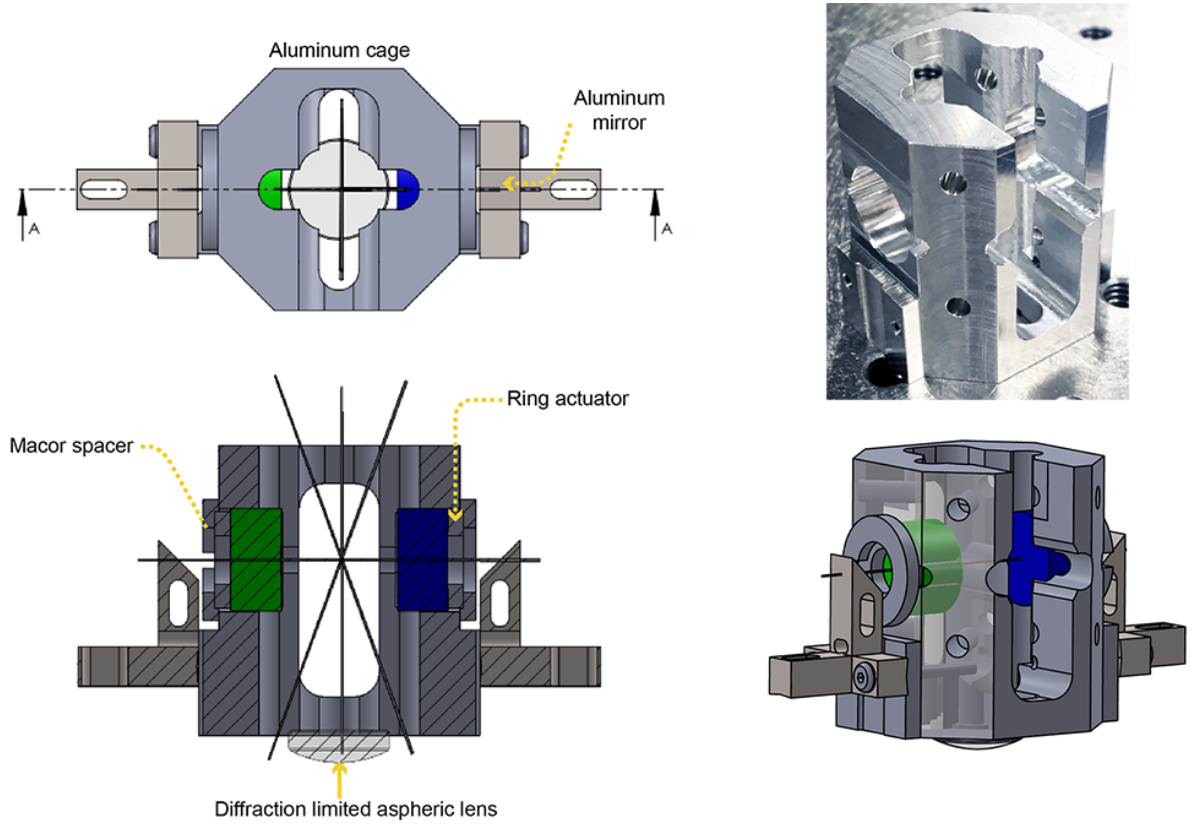 Aluminum cage
Aluminum
mirror
A
A
Ring actuator
Macor spacer
Diffraction limited aspheric lens